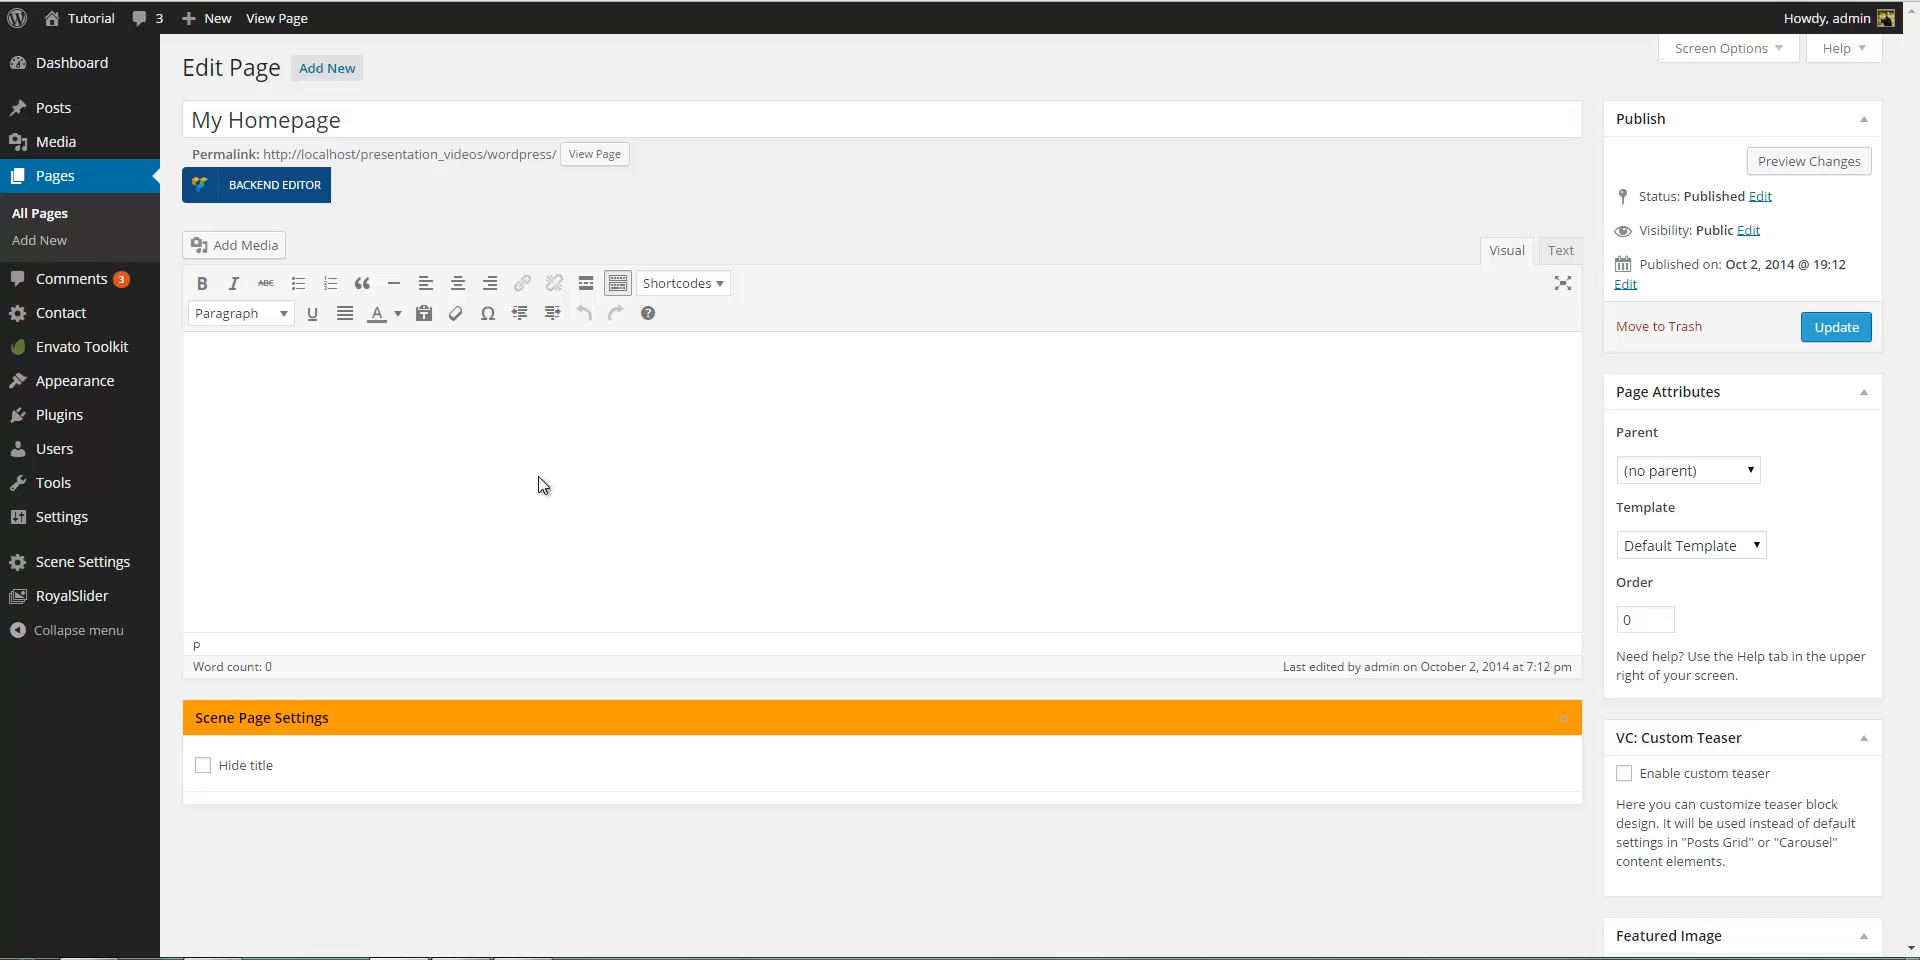 Tutorial 3 New View Page Howdy, admin
Screen Options Help
Dashboard
Posts
Media
Pages
All Pages
Add New
Comments 3
Contact
Envato Toolkit
Appearance
Plugins
Users
Tools
Settings
Scene Settings
RoyalSlider
Collapse menu
Edit Page Add New
My Homepage
Permalink: http://localhost/presentation_videos/wordpress/ View Page
BACKEND EDITOR
Add Media Visual Text
B I ABC Shortcodes
Paragraph U A Ω ?
p
Word count: 0 Last edited by admin on October 2, 2014 at 7:12 pm
Scene Page Settings
Hide title
Publish
Preview Changes
Status: Published Edit
Visibility: Public Edit
Published on: Oct 2, 2014 @ 19:12
Edit
Move to Trash Update
Page Attributes
Parent
(no parent)
Template
Default Template
Order
0
Need help? Use the Help tab in the upper
right of your screen.
VC: Custom Teaser
Enable custom teaser
Here you can customize teaser block
design. It will be used instead of default
settings in "Posts Grid" or "Carousel"
content elements.
Featured Image